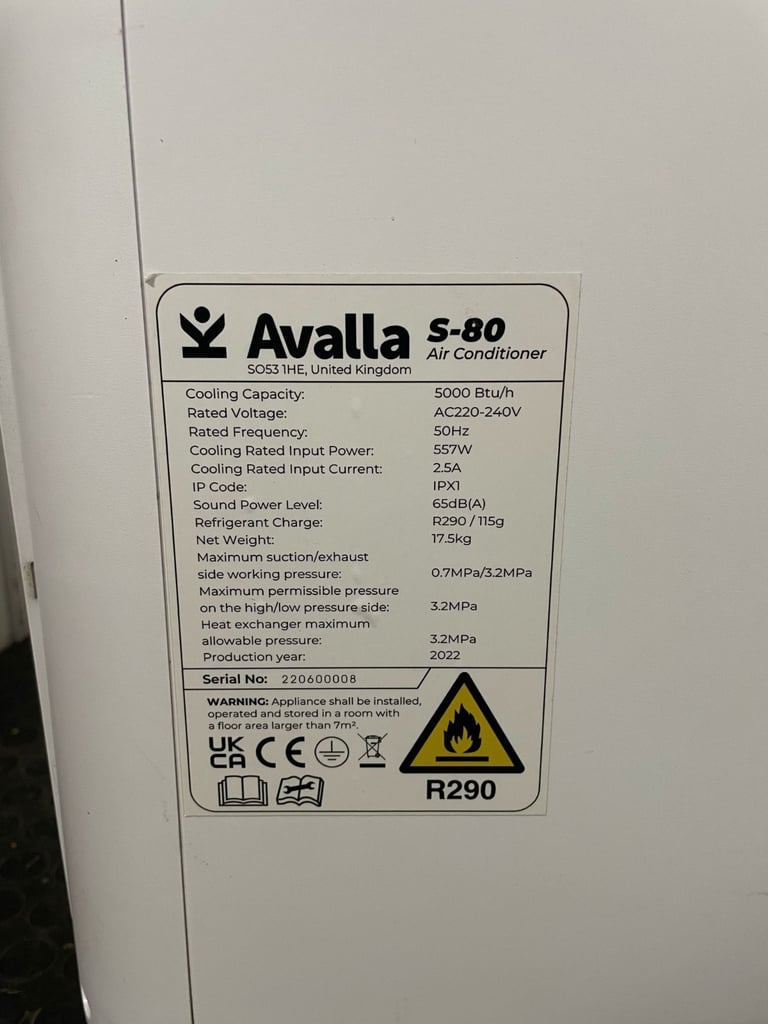 Avalla
S-80
Air Conditioner
SO53 1HE, United Kingdom
Cooling Capacity: 5000 Btu/h
Rated Voltage: AC220-240V
Rated Frequency: 50Hz
Cooling Rated Input Power: 557W
Cooling Rated Input Current: 2.5A
IP Code: IPX1
Sound Power Level: 65dB(A)
Refrigerant Charge: R290 / 115g
Net Weight: 17.5kg
Maximum suction/exhaust
side working pressure: 0.7MPa/3.2MPa
Maximum permissible pressure
on the high/low pressure side: 3.2MPa
Heat exchanger maximum
allowable pressure: 3.2MPa
Production year: 2022
Serial No: 220600008
WARNING: Appliance shall be installed,
operated and stored in a room with
a floor area larger than 7m².
UK
CA
CE
R290